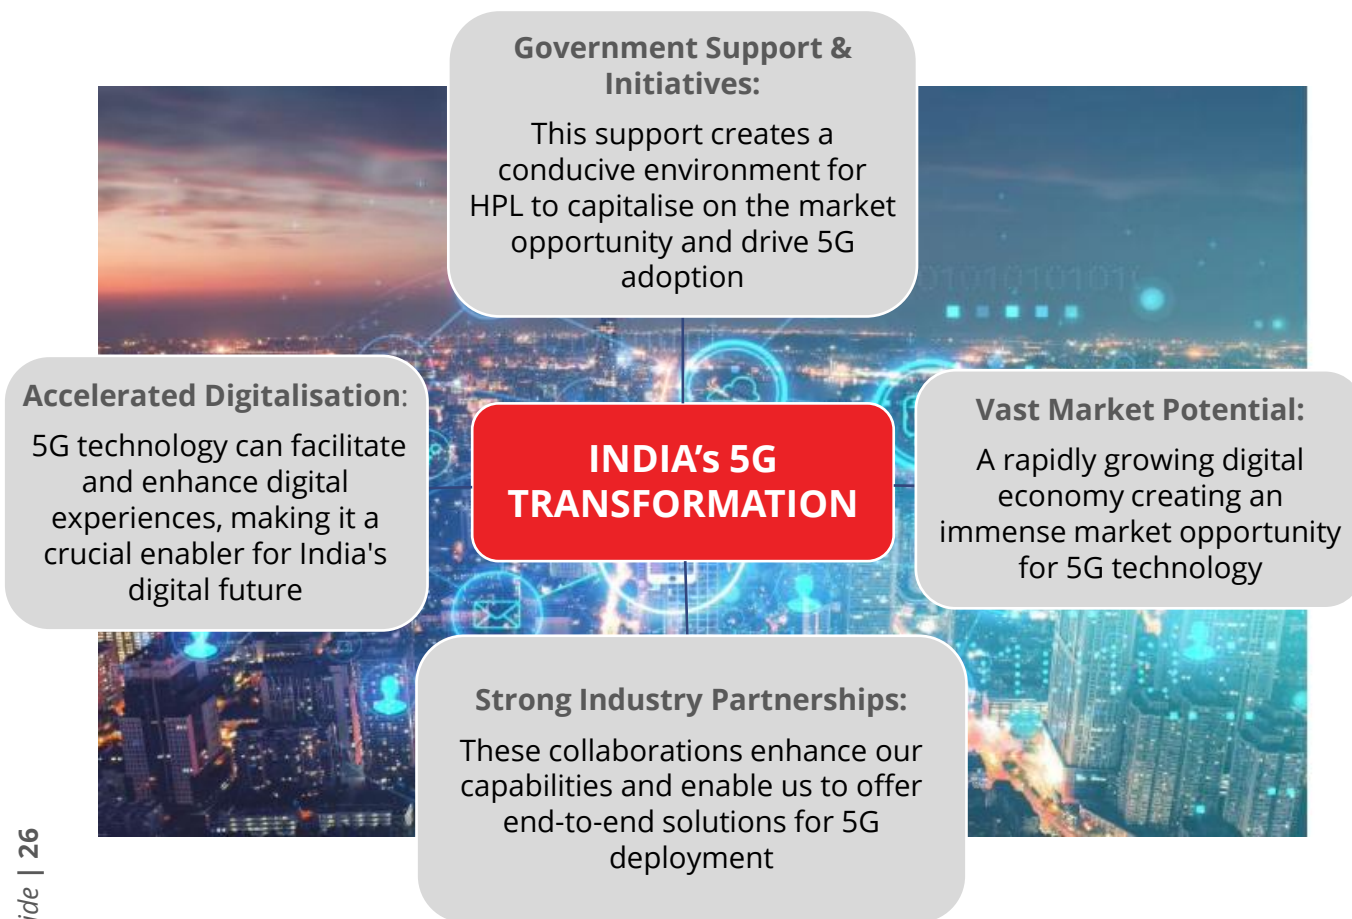 Government Support &
Initiatives:
This support creates a
conducive environment for
HPL to capitalise on the market
opportunity and drive 5G
adoption
Accelerated Digitalisation:
5G technology can facilitate
and enhance digital
experiences, making it a
crucial enabler for India's
digital future
INDIA's 5G
TRANSFORMATION
Vast Market Potential:
A rapidly growing digital
economy creating an
immense market opportunity
for 5G technology
Strong Industry Partnerships:
These collaborations enhance our
capabilities and enable us to offer
end-to-end solutions for 5G
deployment
| 26